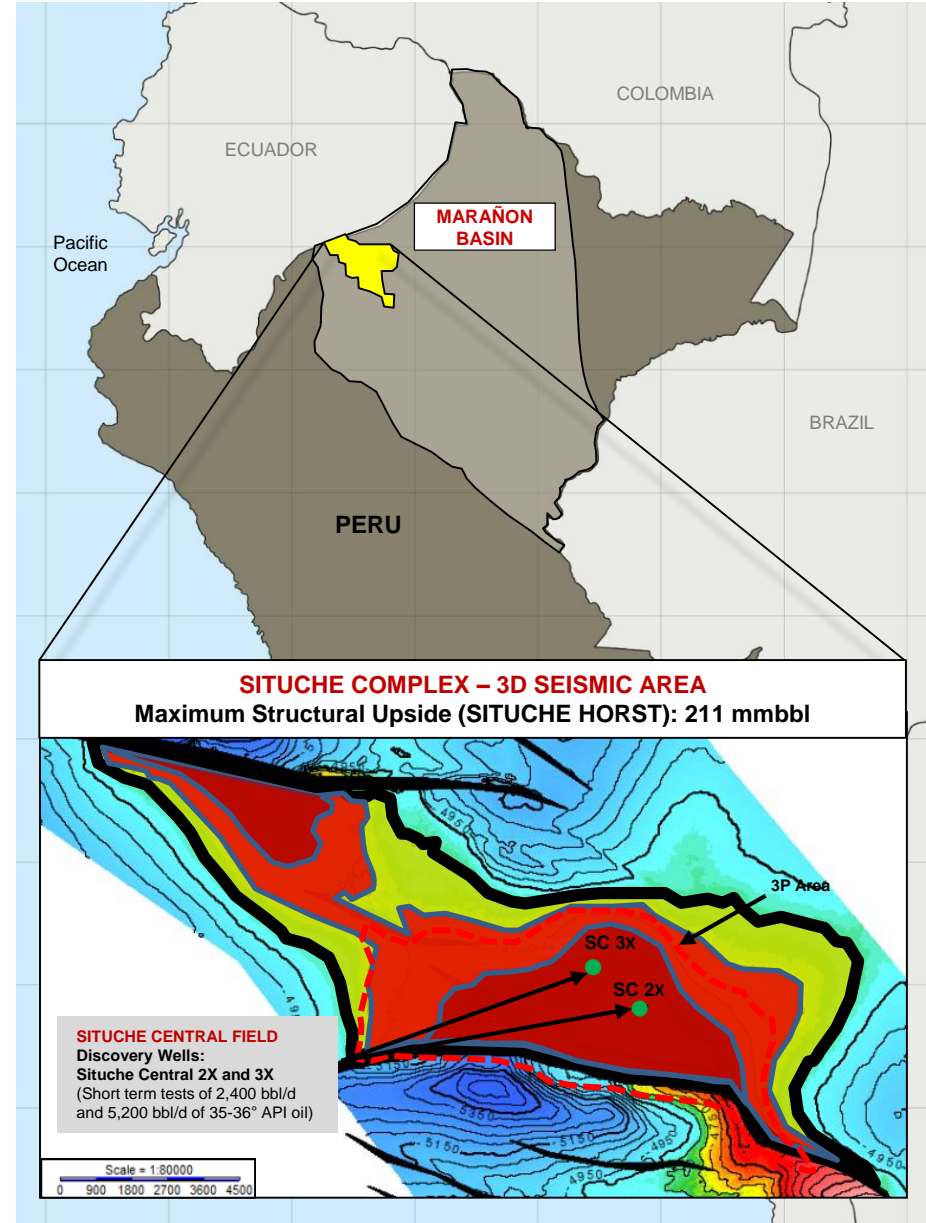 COLOMBIA
ECUADOR
MARAÑON
BASIN
Pacific
Ocean
BRAZIL
PERU
SITUCHE COMPLEX – 3D SEISMIC AREA
Maximum Structural Upside (SITUCHE HORST): 211 mmbbl
4950
3P Area
SC 3X
SC 2X
SITUCHE CENTRAL FIELD
Discovery Wells:
Situche Central 2X and 3X
(Short term tests of 2,400 bbl/d
and 5,200 bbl/d of 35-36° API oil)
5150
5350
5150
5150
4950
4950
Scale = 1:80000
0 900 1800 2700 3600 4500